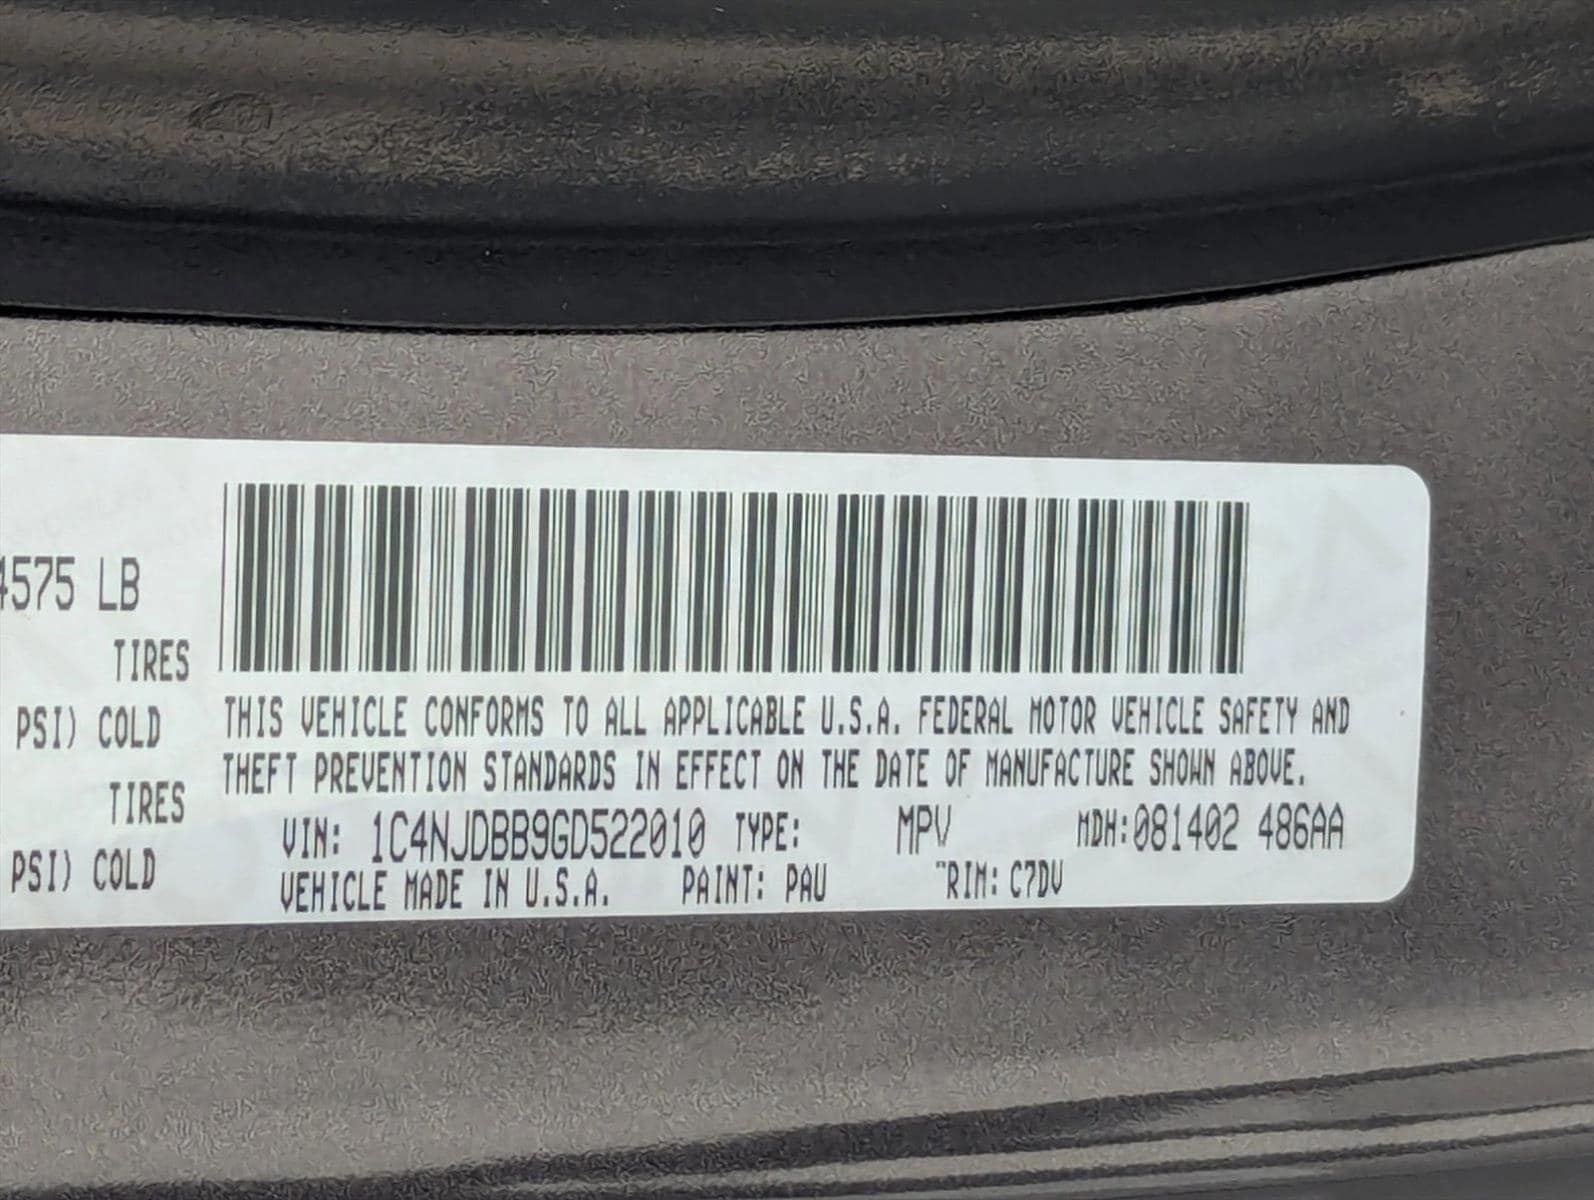 4575 LB
TIRES
PSI) COLD
TIRES
PSI) COLD
THIS VEHICLE CONFORMS TO ALL APPLICABLE U.S.A. FEDERAL MOTOR VEHICLE SAFETY AND
THEFT PREVENTION STANDARDS IN EFFECT ON THE DATE OF MANUFACTURE SHOWN ABOVE.
VIN: 1C4NJDBB9GD522010 TYPE: MPV MDH:081402 486AA
VEHICLE MADE IN U.S.A. PAINT: PAU TRIM: C7DV